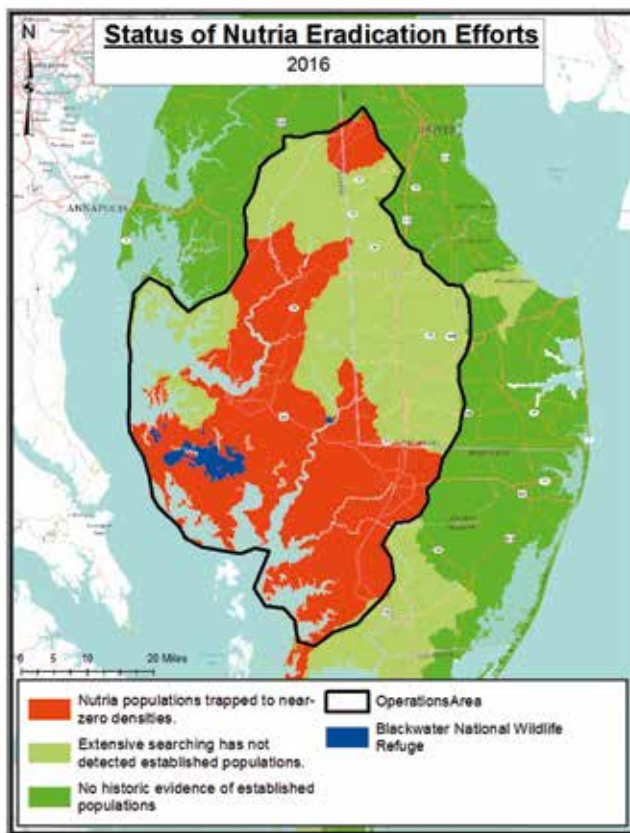 Status of Nutria Eradication Efforts
2016
N
ANNAPOLIS
DOVER
0 5 10 20 Miles
Nutria populations trapped to near-
zero densities.
Extensive searching has not
detected established populations.
No historic evidence of established
populations
OperationsArea
Blackwater National Wildlife
Refuge